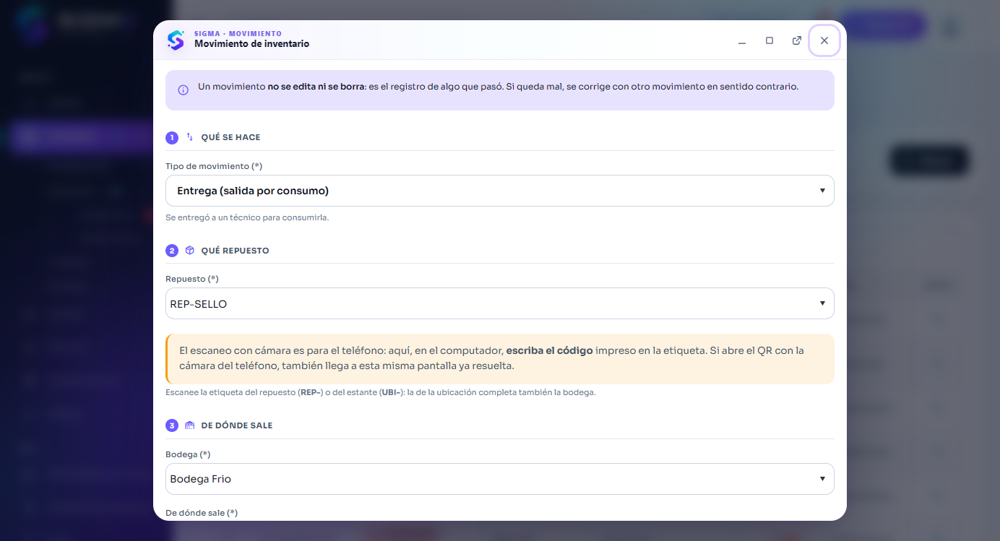 SIGMA · MOVIMIENTO
Movimiento de inventario
Un movimiento no se edita ni se borra: es el registro de algo que pasó. Si queda mal, se corrige con otro movimiento en sentido contrario.
1 QUÉ SE HACE
Tipo de movimiento (*)
Entrega (salida por consumo)
Se entregó a un técnico para consumirla.
2 QUÉ REPUESTO
Repuesto (*)
REP-SELLO
El escaneo con cámara es para el teléfono: aquí, en el computador, escriba el código impreso en la etiqueta. Si abre el QR con la
cámara del teléfono, también llega a esta misma pantalla ya resuelta.
Escanee la etiqueta del repuesto (REP-) o del estante (UBI-): la de la ubicación completa también la bodega.
3 DE DÓNDE SALE
Bodega (*)
Bodega Frio
De dónde sale (*)